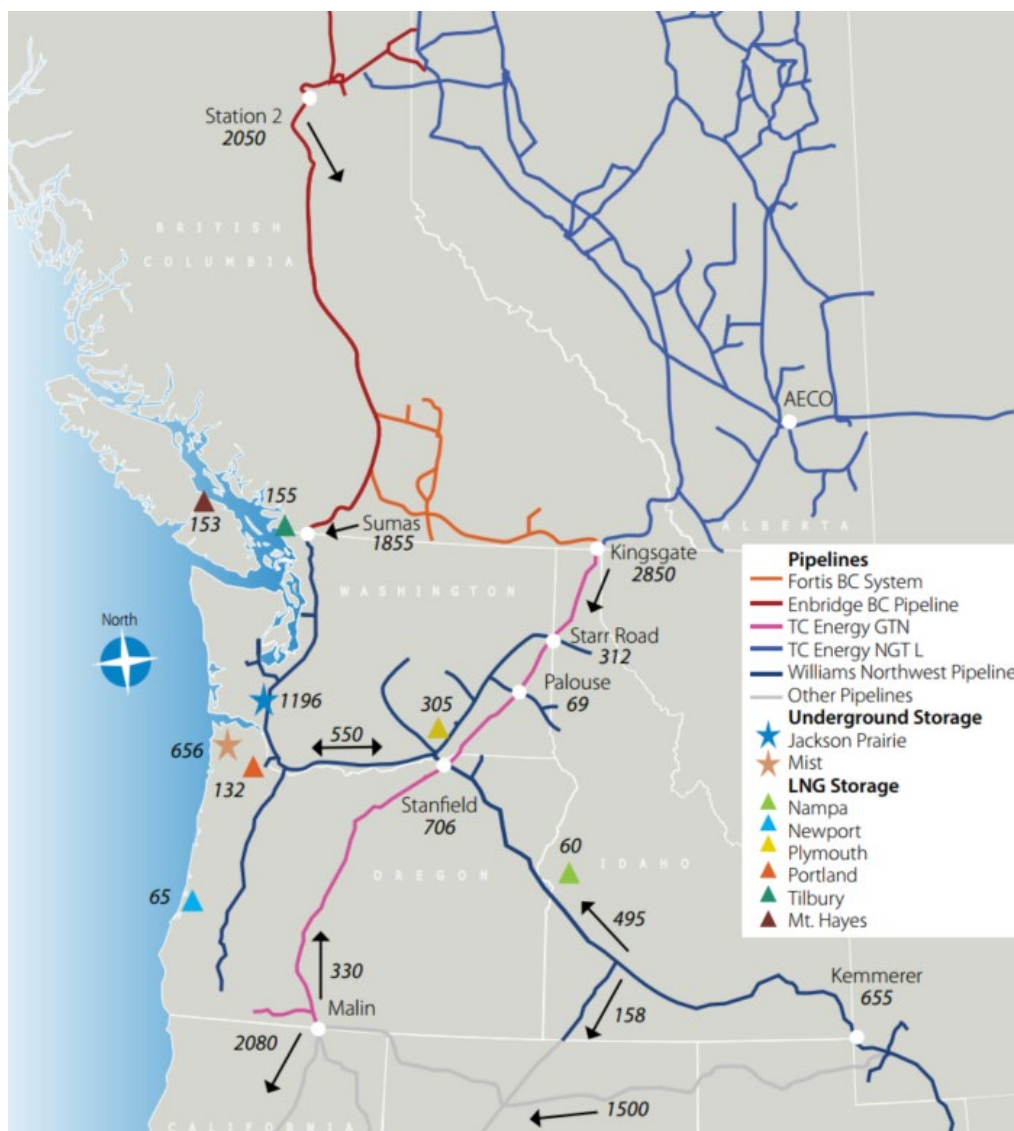 Station 2
2050
BRITISH
COLUMBIA
AECO
155
153
Sumas
1855
ALBERTA
Kingsgate
2850
WASHINGTON
North
Starr Road
312
Palouse
69
1196
305
550
656
132
Stanfield
706
60
IDAHO
OREGON
65
495
330
Malin
158
Kemmerer
655
2080
1500
CALIFORNIA
Pipelines
Fortis BC System
Enbridge BC Pipeline
TC Energy GTN
TC Energy NGT L
Williams Northwest Pipeline
Other Pipelines
Underground Storage
Jackson Prairie
Mist
LNG Storage
Nampa
Newport
Plymouth
Portland
Tilbury
Mt. Hayes